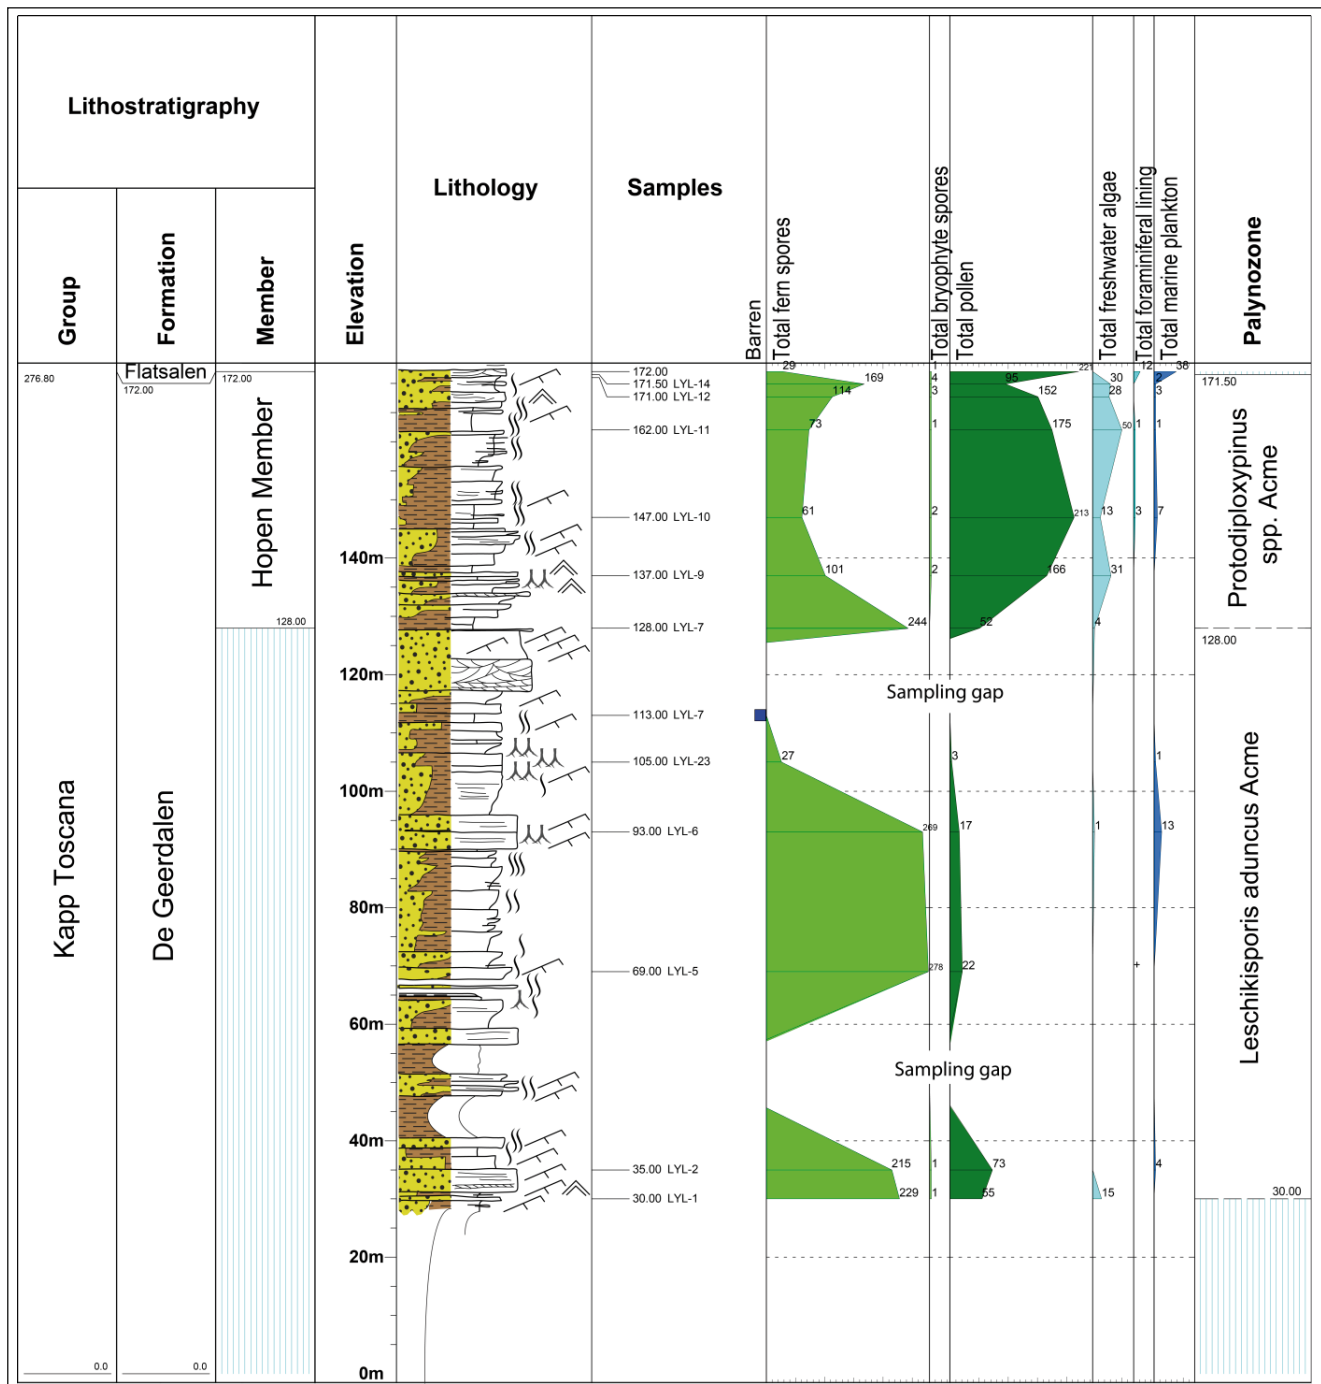 Lithostratigraphy
Group
Formation
Member
Elevation
Lithology
Samples
Barren
Total fern spores
Total bryophyte spores
Total pollen
Total freshwater algae
Total foraminiferal lining
Total marine plankton
Palynozone
276.80
Flatsalen
172.00
172.00
Hopen Member
128.00
Kapp Toscana
De Geerdalen
0.0
0.0
140m
120m
100m
80m
60m
40m
20m
0m
172.00
171.50 LYL-14
171.00 LYL-12
162.00 LYL-11
147.00 LYL-10
137.00 LYL-9
128.00 LYL-7
113.00 LYL-7
105.00 LYL-23
93.00 LYL-6
69.00 LYL-5
35.00 LYL-2
30.00 LYL-1
29 1 221 12 38
169 4 95 30 2
114 3 152 28 3
73 1 175 50 1 1
61 2 213 13 3 7
101 2 166 31
244 52 4
Sampling gap
27 3 1
269 17 1 13
278 22 +
Sampling gap
215 1 73 4
229 1 55 15
171.50
Protodiploxypinus
spp. Acme
128.00
Leschikisporis aduncus Acme
30.00